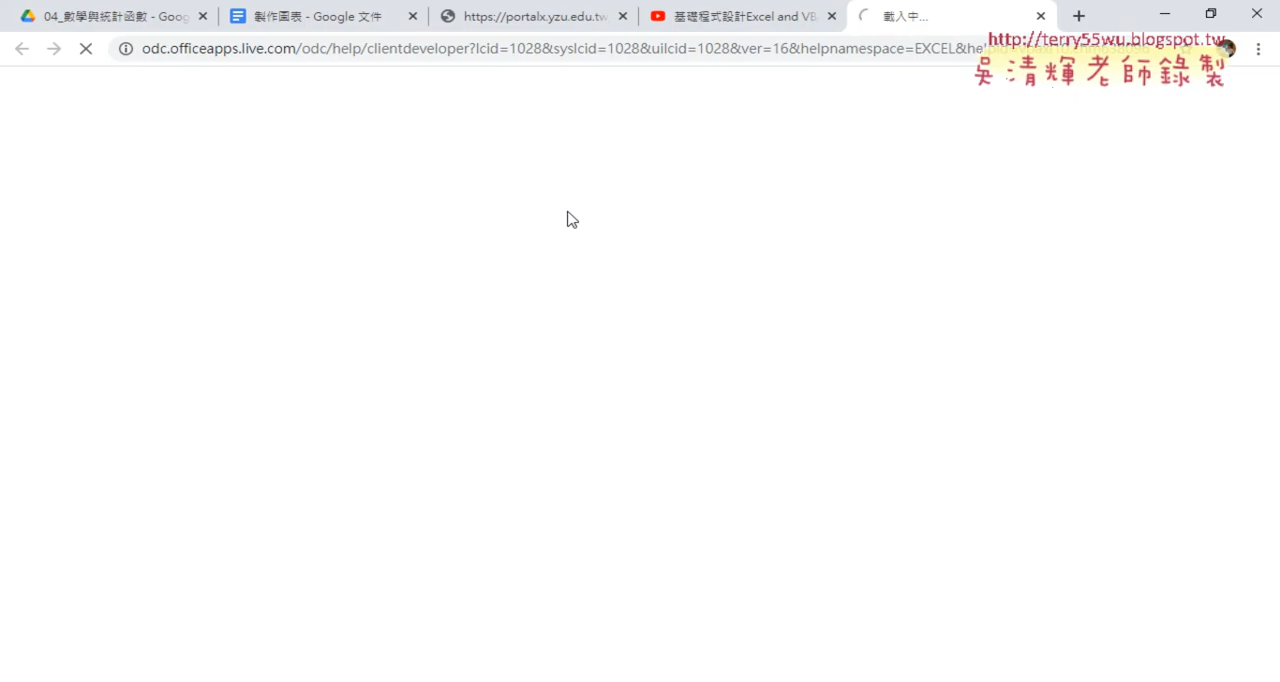 04_數學與統計函數 - Goog
製作圖表 - Google 文件
https://portalx.yzu.edu.tw
基礎程式設計Excel and VB
載入中...
odc.officeapps.live.com/odc/help/clientdeveloper?lcid=1028&syslcid=1028&uilcid=1028&ver=16&helpnamespace=EXCEL&he
http://terry55wu.blogspot.tw
吳清輝老師錄製